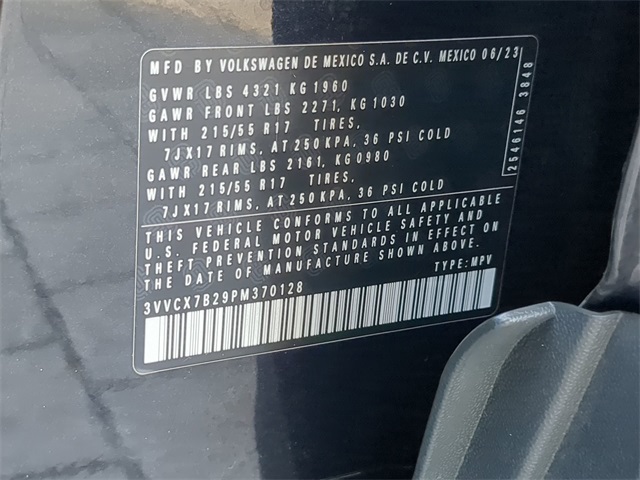 MFD BY VOLKSWAGEN DE MEXICO S.A. DE C.V. MEXICO 06/23
GVWR LBS 4321 KG 1960
GAWR FRONT LBS 2271, KG 1030
WITH 215/55 R17 TIRES,
7JX17 RIMS, AT 250 KPA, 36 PSI COLD
GAWR REAR LBS 2161, KG 0980
WITH 215/55 R17 TIRES,
7JX17 RIMS, AT 250 KPA, 36 PSI COLD
THIS VEHICLE CONFORMS TO ALL APPLICABLE
U.S. FEDERAL MOTOR VEHICLE SAFETY AND
THEFT PREVENTION STANDARDS IN EFFECT ON
THE DATE OF MANUFACTURE SHOWN ABOVE.
TYPE: MPV
3VVCX7B29PM370128
2546146 3848